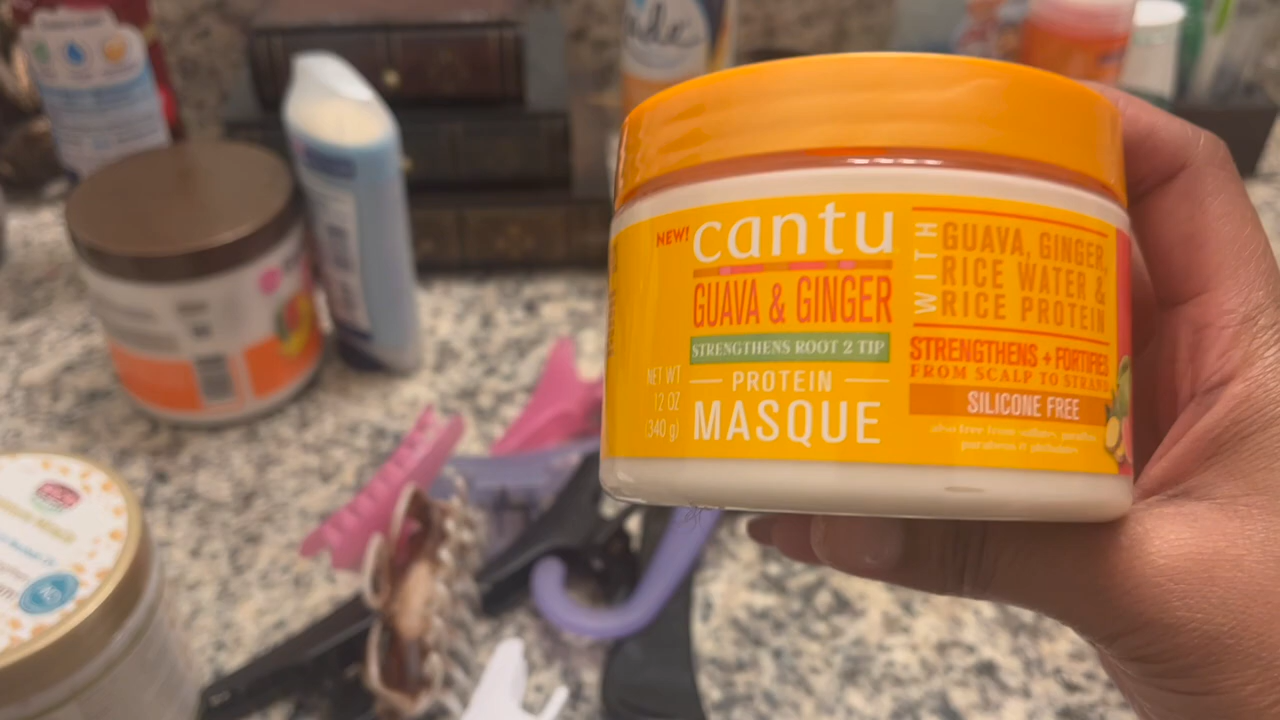 NEW!
cantu
GUAVA & GINGER
STRENGTHENS ROOT 2 TIP
PROTEIN
MASQUE
NET WT
12 OZ
(340 g)
WITH
GUAVA, GINGER,
RICE WATER &
RICE PROTEIN
STRENGTHENS + FORTIFIES
FROM SCALP TO STRAND
SILICONE FREE
also free from sulfates, paraffins,
parabens & phthalates